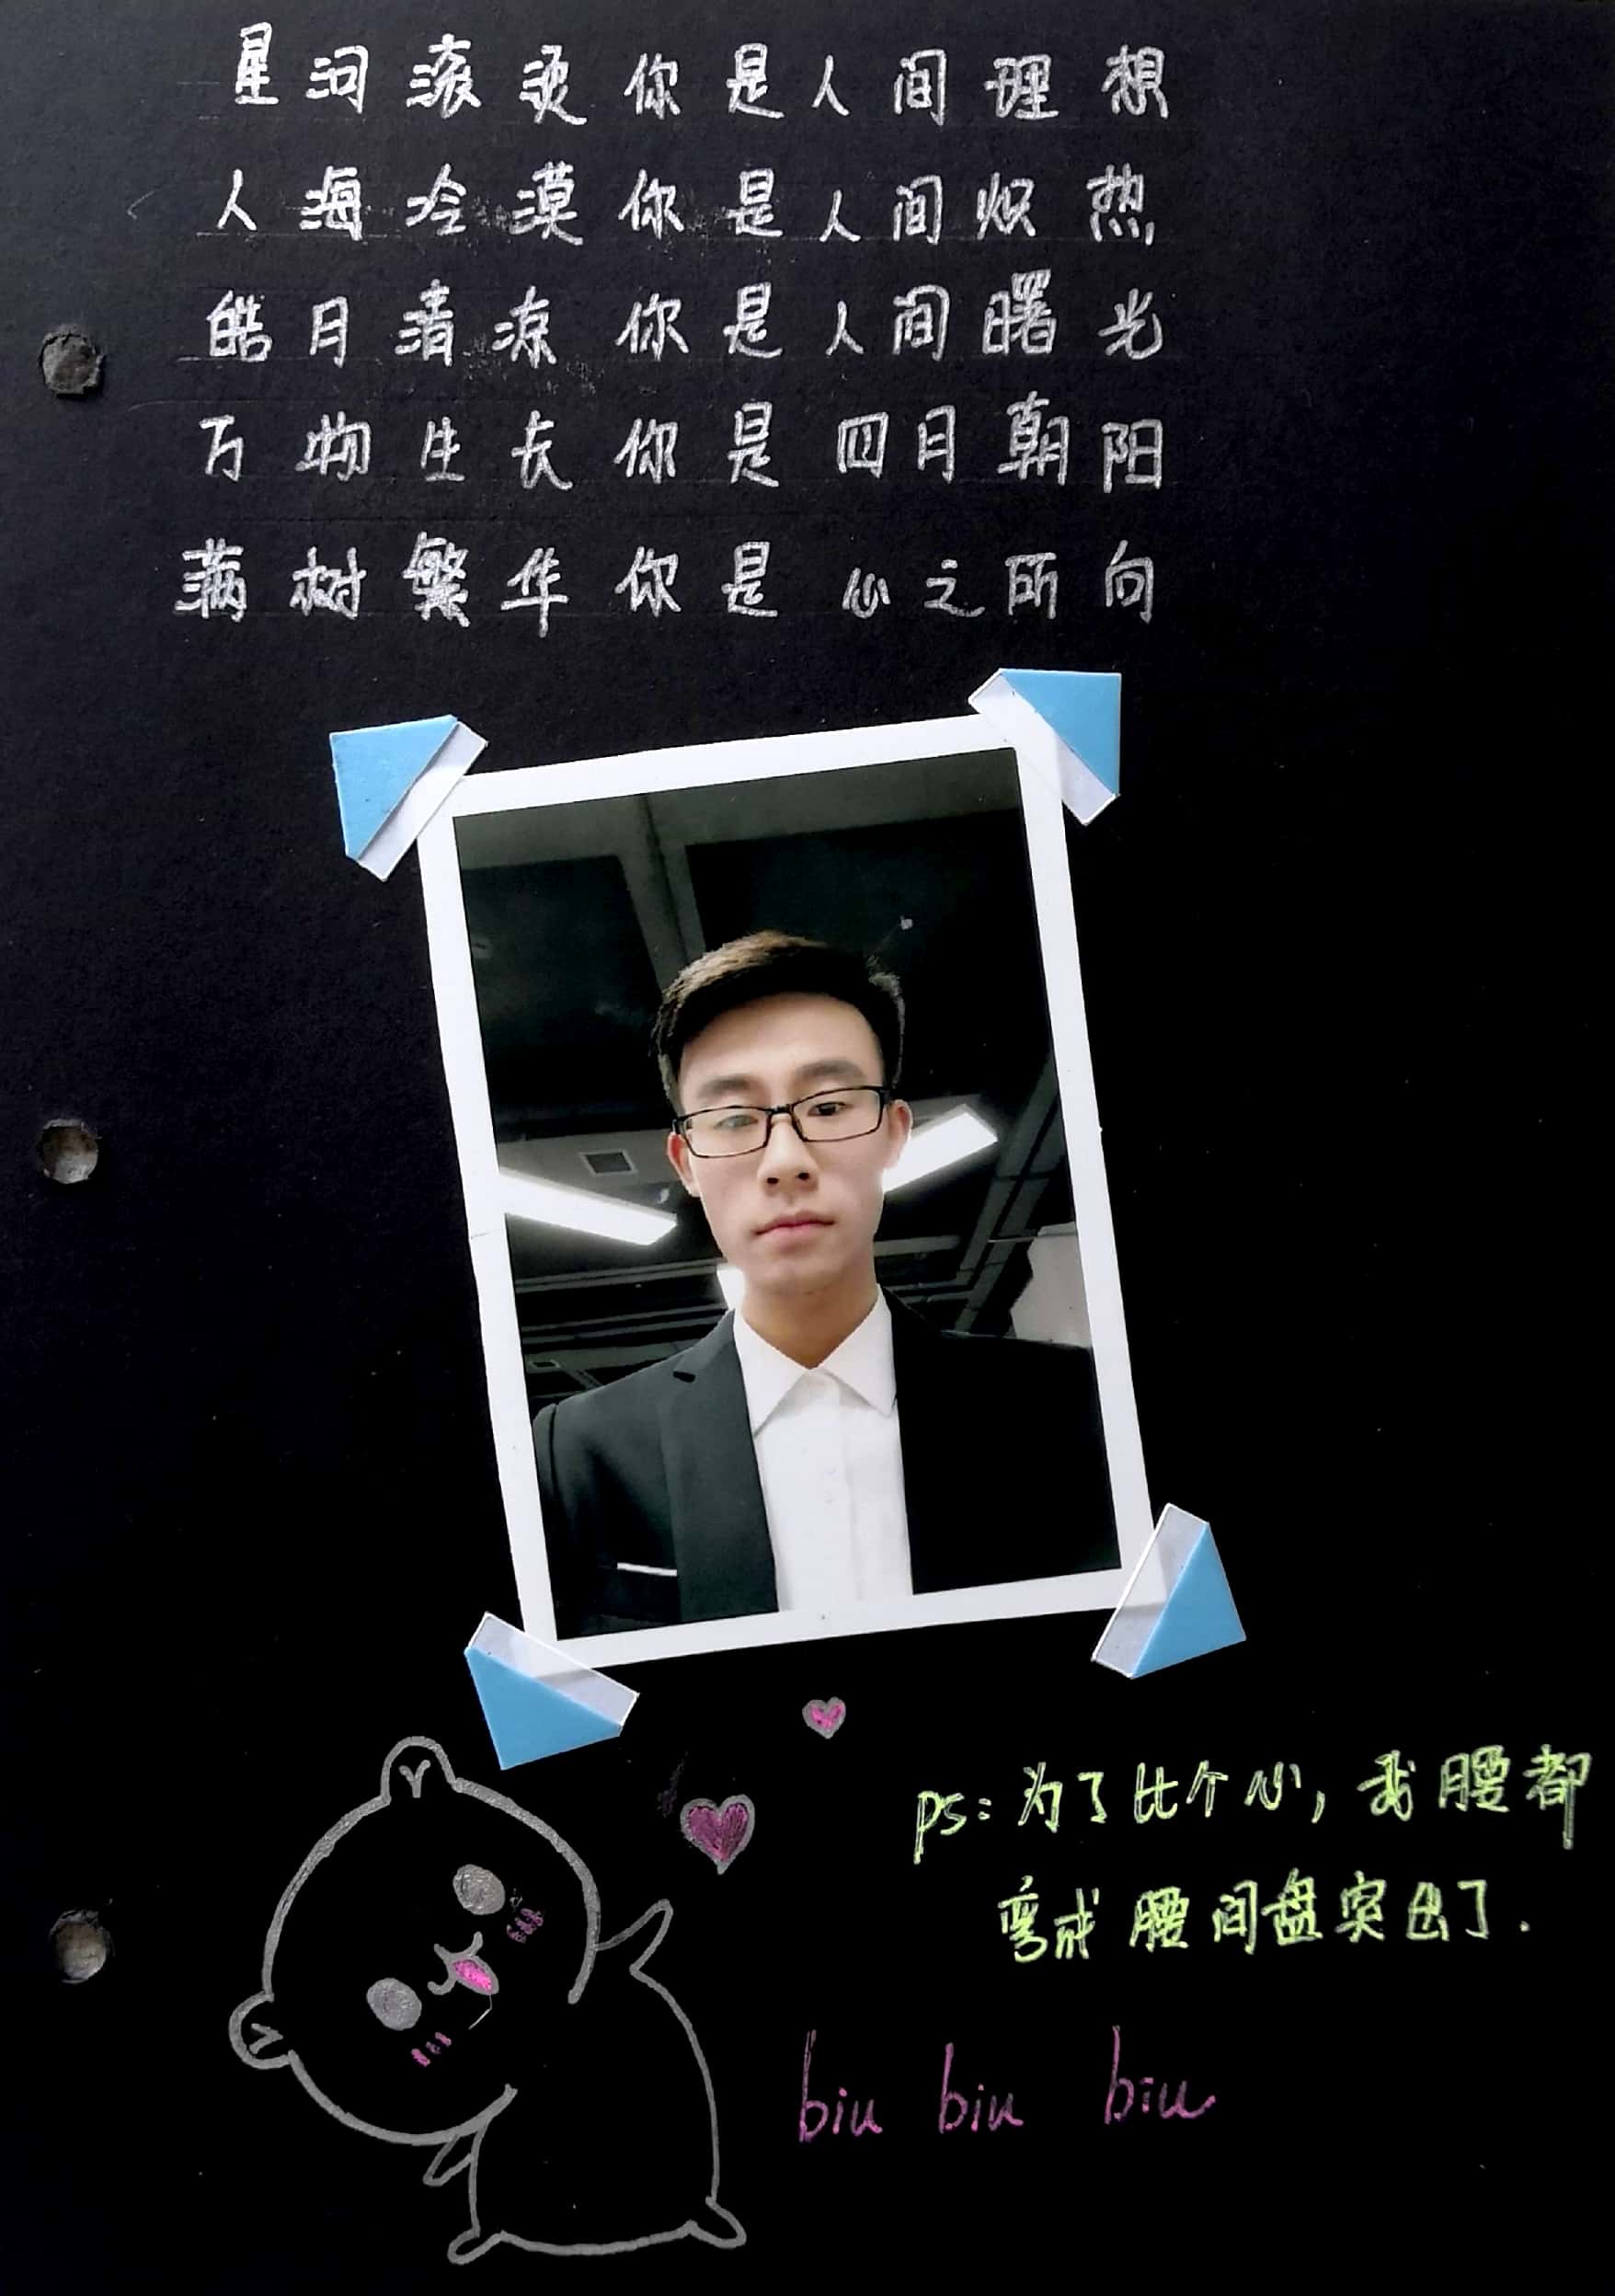 星河滚烫你是人间理想
人海冷漠你是人间炽热
皓月清凉你是人间曙光
万物生长你是四月朝阳
满树繁华你是心之所向
ps:为了比个心,我腰都
弯成腰间盘突出了.
biu biu biu